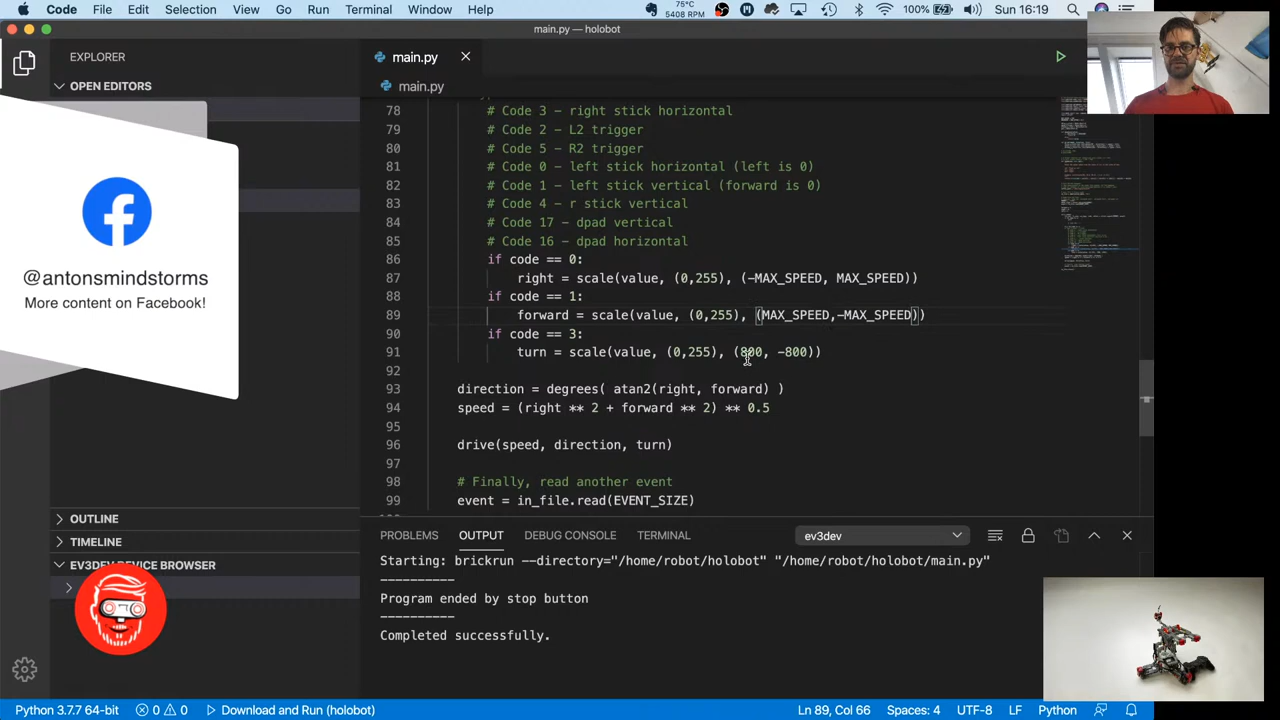 Code File Edit Selection View Go Run Terminal Window Help
75°C
5408 RPM
100%
Sun 16:19
main.py — holobot
EXPLORER
OPEN EDITORS
main.py
main.py
@antonsmindstorms
More content on Facebook!
78 # Code 3 - right stick horizontal
79 # Code 2 - L2 trigger
80 # Code 5 - R2 trigger
81 # Code 0 - left stick horizontal (left is 0)
82 # Code 1 - left stick vertical (forward is 0)
83 # Code 4 - r stick vertical
84 # Code 17 - dpad vertical
85 # Code 16 - dpad horizontal
86 if code == 0:
87 right = scale(value, (0,255), (-MAX_SPEED, MAX_SPEED))
88 if code == 1:
89 forward = scale(value, (0,255), (MAX_SPEED,-MAX_SPEED))
90 if code == 3:
91 turn = scale(value, (0,255), (800, -800))
92
93 direction = degrees( atan2(right, forward) )
94 speed = (right ** 2 + forward ** 2) ** 0.5
95
96 drive(speed, direction, turn)
97
98 # Finally, read another event
99 event = in_file.read(EVENT_SIZE)
OUTLINE
TIMELINE
EV3DEV DEVICE BROWSER
PROBLEMS OUTPUT DEBUG CONSOLE TERMINAL
ev3dev
Starting: brickrun --directory="/home/robot/holobot" "/home/robot/holobot/main.py"
----------
Program ended by stop button
----------
Completed successfully.
Python 3.7.7 64-bit 0 0 Download and Run (holobot) Ln 89, Col 66 Spaces: 4 UTF-8 LF Python